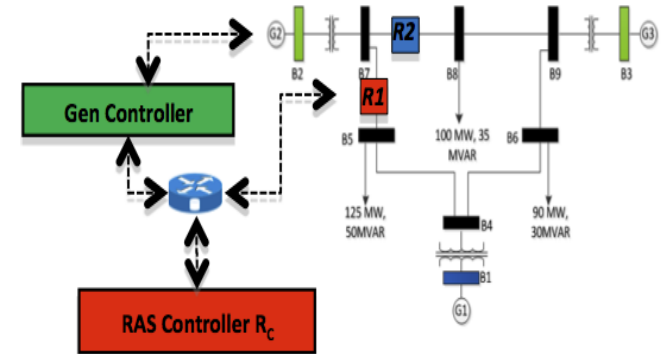 G2
R2
G3
B2
B7
B8
B9
B3
Gen Controller
R1
B5
100 MW, 35
MVAR
B6
125 MW,
50MVAR
90 MW,
30MVAR
B4
B1
RAS Controller RC
G1